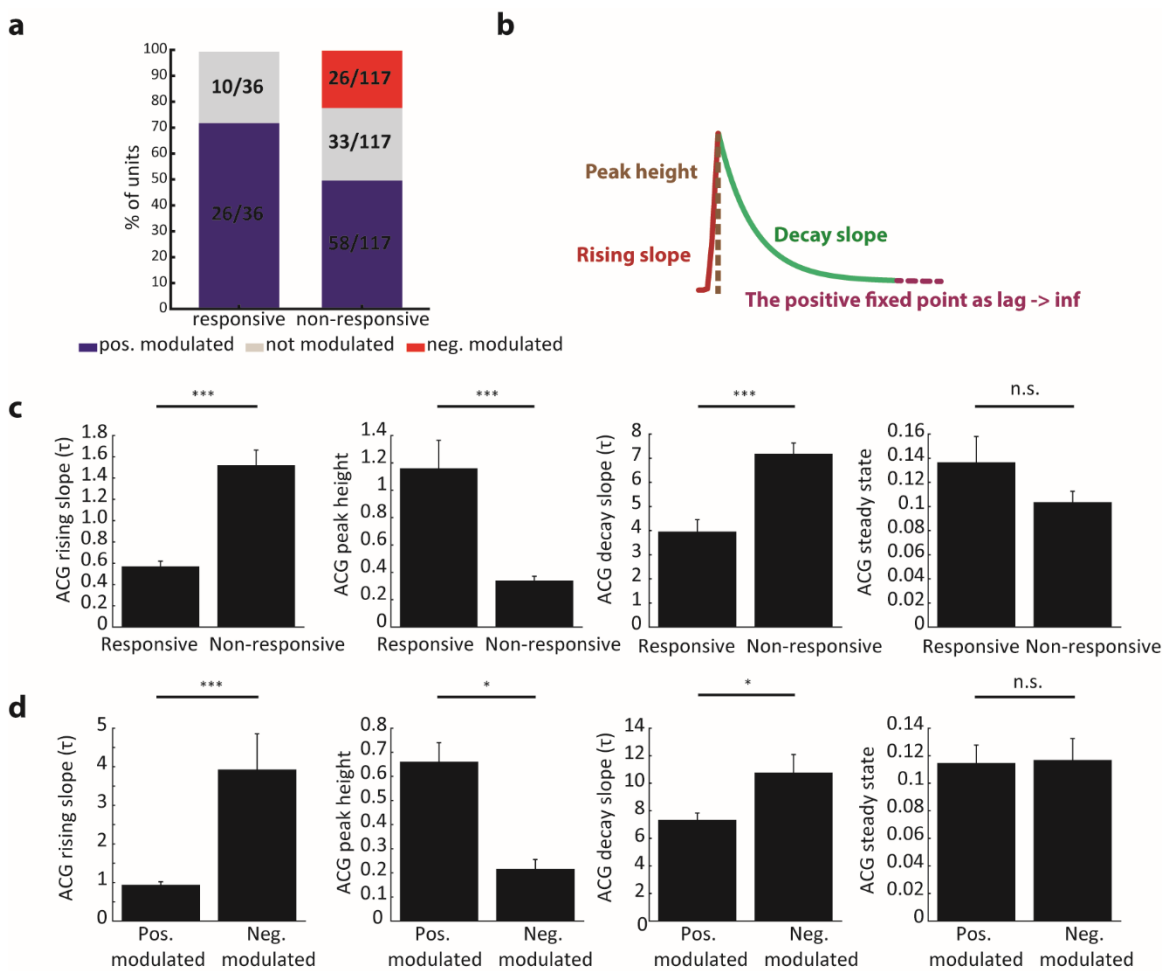 a
100
90
80
70
60
50
40
30
20
10
0
% of units
10/36
26/36
26/117
33/117
58/117
responsive non-responsive
pos. modulated not modulated neg. modulated
b
Peak height
Rising slope
Decay slope
The positive fixed point as lag -> inf
c
***
ACG rising slope (τ)
1.8
1.6
1.4
1.2
1.0
0.8
0.6
0.4
0.2
0
Responsive Non-responsive
***
ACG peak height
1.4
1.2
1
0.8
0.6
0.4
0.2
0
Responsive Non-responsive
***
ACG decay slope (τ)
8
7
6
5
4
3
2
1
0
Responsive Non-responsive
n.s.
ACG steady state
0.16
0.14
0.12
0.1
0.08
0.06
0.04
0.02
0
Responsive Non-responsive
d
***
ACG rising slope (τ)
5
4
3
2
1
0
Pos. Neg.
modulated modulated
*
ACG peak height
0.8
0.7
0.6
0.5
0.4
0.3
0.2
0.1
0
Pos. Neg.
modulated modulated
*
ACG decay slope (τ)
14
12
10
8
6
4
2
0
Pos. Neg.
modulated modulated
n.s.
ACG steady state
0.14
0.12
0.1
0.08
0.06
0.04
0.02
0
Pos. Neg.
modulated modulated